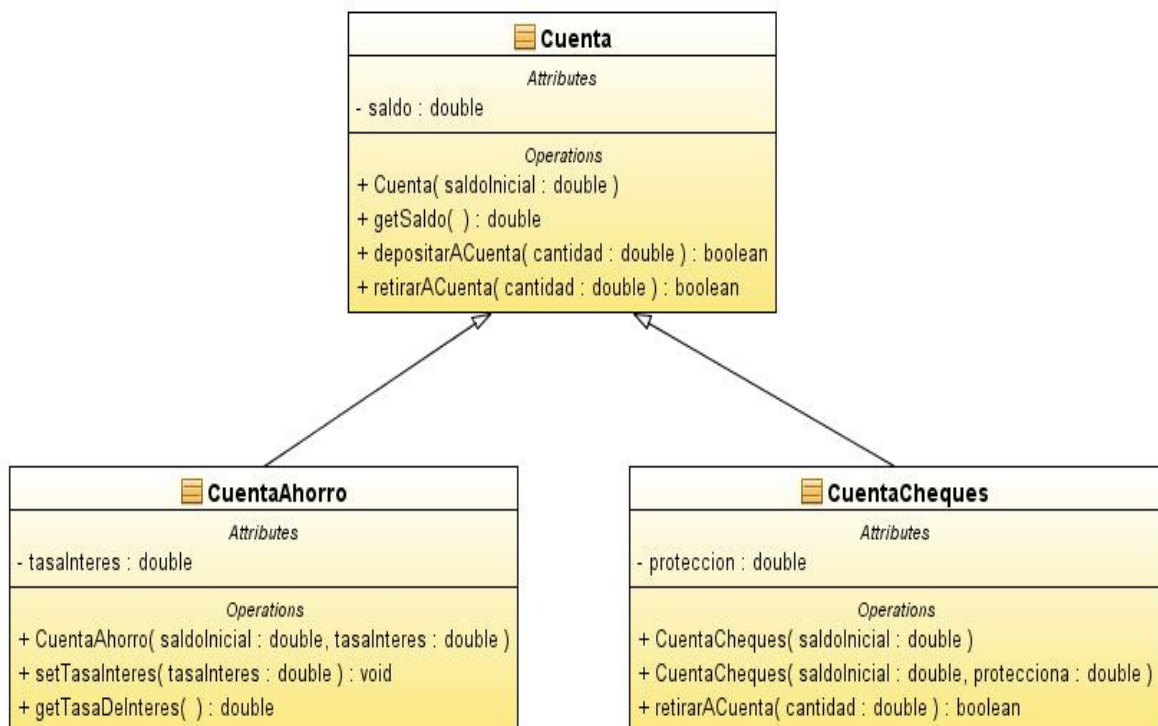 Cuenta
Attributes
- saldo : double
Operations
+ Cuenta( saldoInicial : double )
+ getSaldo( ) : double
+ depositarACuenta( cantidad : double ) : boolean
+ retirarACuenta( cantidad : double ) : boolean
CuentaAhorro
Attributes
- tasaInteres : double
Operations
+ CuentaAhorro( saldoInicial : double, tasaInteres : double )
+ setTasaInteres( tasaInteres : double ) : void
+ getTasaDeInteres( ) : double
CuentaCheques
Attributes
- proteccion : double
Operations
+ CuentaCheques( saldoInicial : double )
+ CuentaCheques( saldoInicial : double, protecciona : double )
+ retirarACuenta( cantidad : double ) : boolean